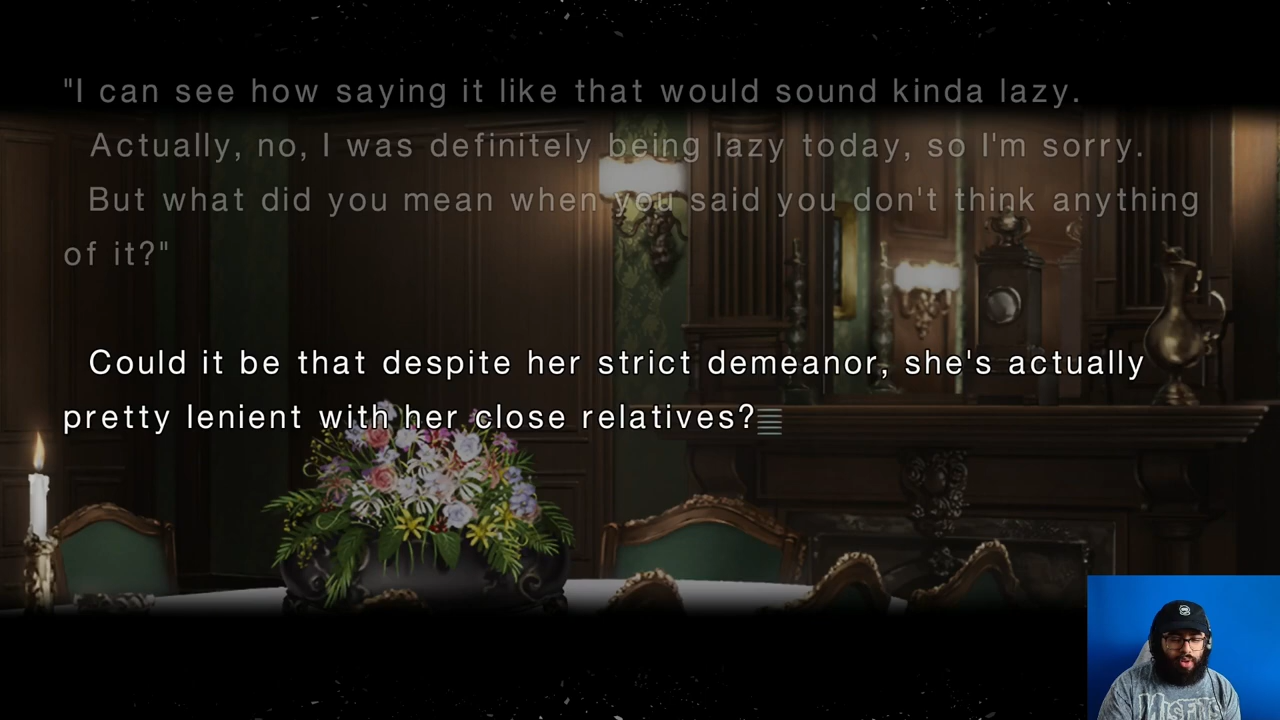 "I can see how saying it like that would sound kinda lazy.
Actually, no, I was definitely being lazy today, so I'm sorry.
But what did you mean when you said you don't think anything
of it?"
Could it be that despite her strict demeanor, she's actually
pretty lenient with her close relatives?
MISFITS